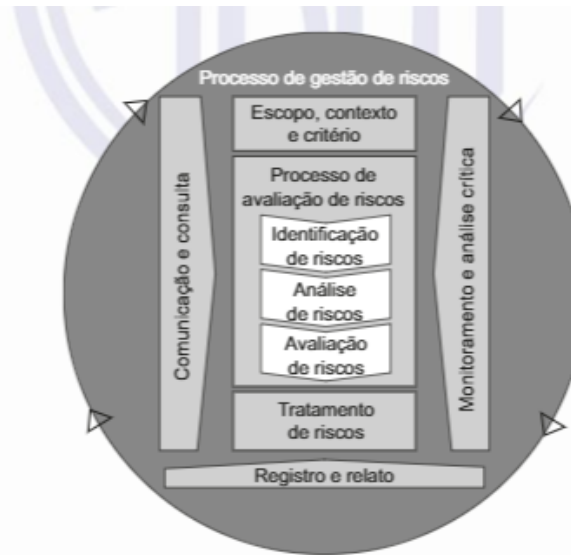 Processo de gestão de riscos
Escopo, contexto
e critério
Comunicação e consulta
Processo de
avaliação de riscos
Identificação
de riscos
Análise
de riscos
Avaliação
de riscos
Monitoramento e análise crítica
Tratamento
de riscos
Registro e relato